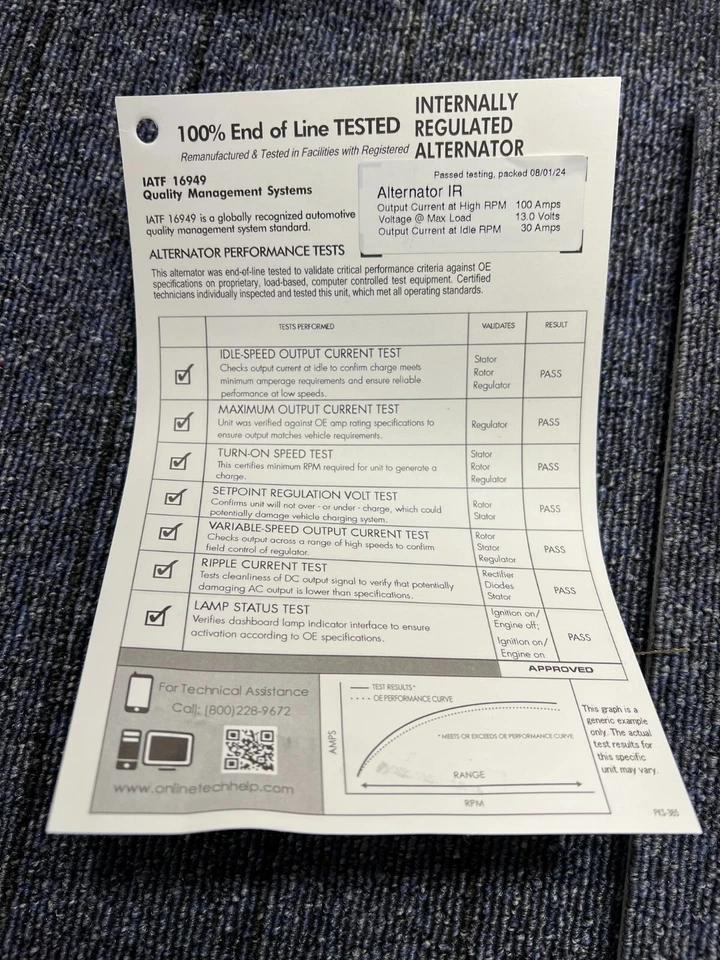 100% End of Line TESTED
INTERNALLY
REGULATED
ALTERNATOR
Remanufactured & Tested in Facilities with Registered
IATF 16949
Quality Management Systems
IATF 16949 is a globally recognized automotive
quality management system standard.
Passed testing, packed 08/01/24
Alternator IR
Output Current at High RPM 100 Amps
Voltage @ Max Load 13.0 Volts
Output Current at Idle RPM 30 Amps
ALTERNATOR PERFORMANCE TESTS
This alternator was end-of-line tested to validate critical performance criteria against OE
specifications on proprietary, load-based, computer controlled test equipment. Certified
technicians individually inspected and tested this unit, which met all operating standards.
TESTS PERFORMED VALIDATES RESULT
IDLE-SPEED OUTPUT CURRENT TEST
Checks output current at idle to confirm charge meets
minimum amperage requirements and ensure reliable
performance at low speeds.
Stator
Rotor
Regulator
PASS
MAXIMUM OUTPUT CURRENT TEST
Unit was verified against OE amp rating specifications to
ensure output matches vehicle requirements.
Regulator
PASS
TURN-ON SPEED TEST
This certifies minimum RPM required for unit to generate a
charge.
Stator
Rotor
Regulator
PASS
SETPOINT REGULATION VOLT TEST
Confirms unit will not over - or under - charge, which could
potentially damage vehicle charging system.
Rotor
Stator
PASS
VARIABLE-SPEED OUTPUT CURRENT TEST
Checks output across a range of high speeds to confirm
field control of regulator.
Rotor
Stator
Regulator
PASS
RIPPLE CURRENT TEST
Tests cleanliness of DC output signal to verify that potentially
damaging AC output is lower than specifications.
Rectifier
Diodes
Stator
PASS
LAMP STATUS TEST
Verifies dashboard lamp indicator interface to ensure
activation according to OE specifications.
Ignition on/
Engine off;
Ignition on/
Engine on
PASS
APPROVED
For Technical Assistance
Call: (800)228-9672
www.onlinetechhelp.com
TEST RESULTS*
OE PERFORMANCE CURVE
* MEETS OR EXCEEDS OE PERFORMANCE CURVE
AMPS
RANGE
RPM
This graph is a
generic example
only. The actual
test results for
this specific
unit may vary.
PKS-385